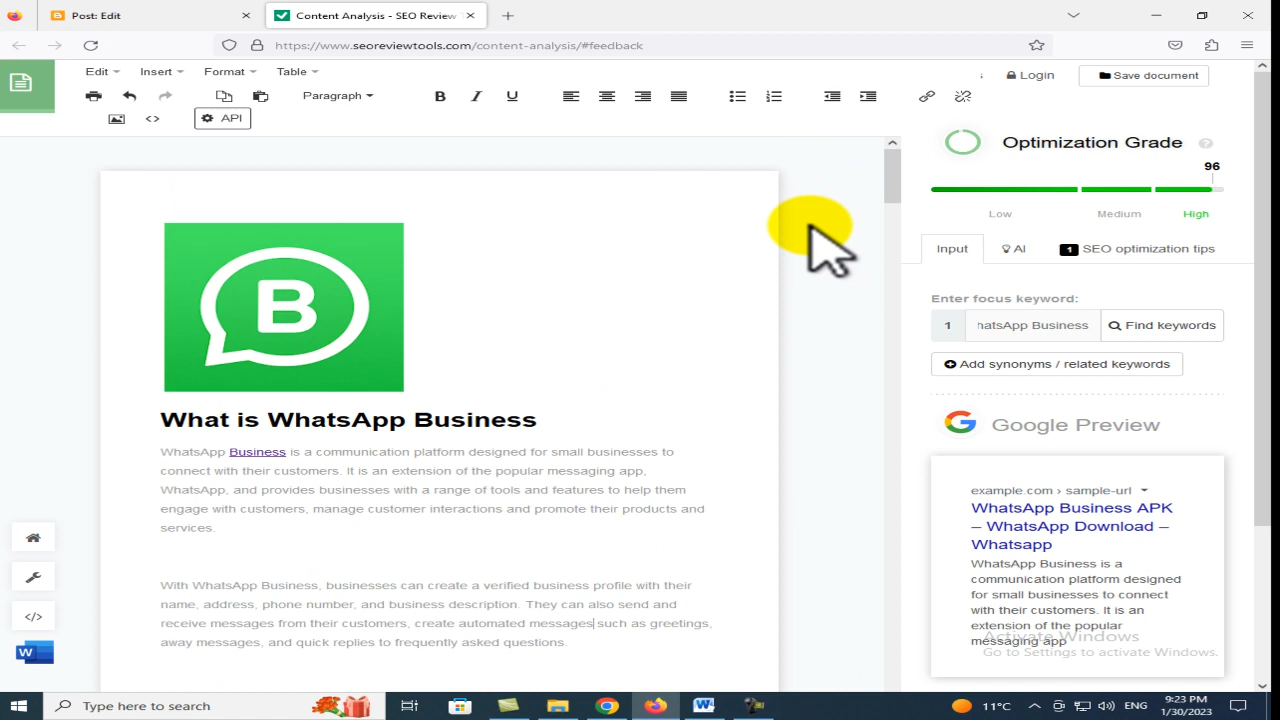 Post: Edit
Content Analysis - SEO Review T
https://www.seoreviewtools.com/content-analysis/#feedback
Edit Insert Format Table
Login Save document
Paragraph B I U
API
Optimization Grade ?
96
Low Medium High
Input AI 1 SEO optimization tips
Enter focus keyword:
1 hatsApp Business Find keywords
Add synonyms / related keywords
Google Preview
B
What is WhatsApp Business
WhatsApp Business is a communication platform designed for small businesses to
connect with their customers. It is an extension of the popular messaging app,
WhatsApp, and provides businesses with a range of tools and features to help them
engage with customers, manage customer interactions and promote their products and
services.
With WhatsApp Business, businesses can create a verified business profile with their
name, address, phone number, and business description. They can also send and
receive messages from their customers, create automated messages such as greetings,
away messages, and quick replies to frequently asked questions.
example.com › sample-url
WhatsApp Business APK
– WhatsApp Download –
Whatsapp
WhatsApp Business is a
communication platform designed
for small businesses to connect
with their customers. It is an
extension of the popular
messaging app
Activate Windows
Go to Settings to activate Windows.
W
Type here to search
11°C ENG
9:23 PM
1/30/2023